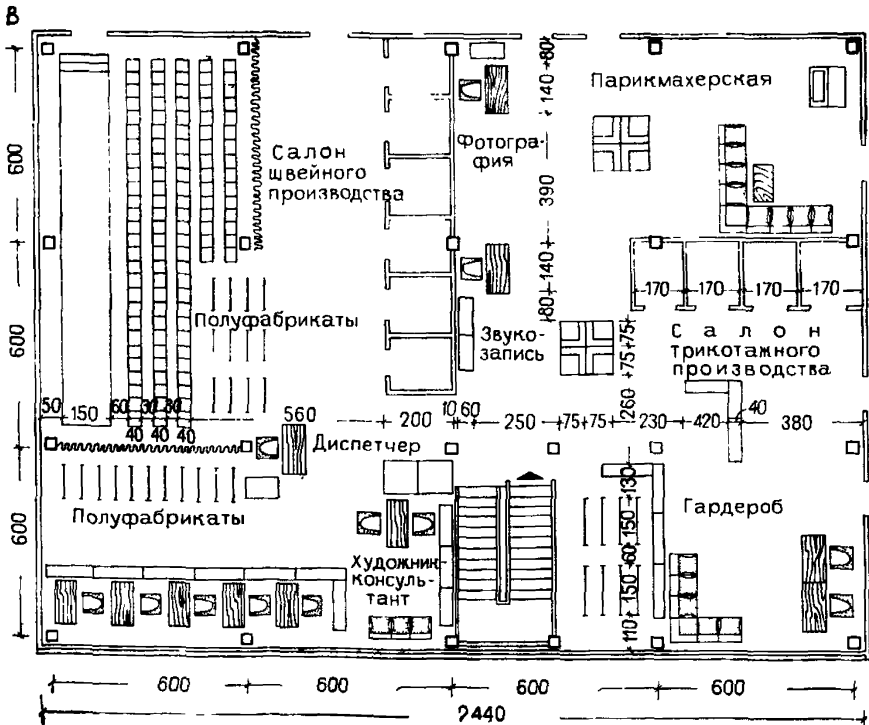 В
Парикмахерская
140
80
Фотогра-
фия
Салон
швейного
производства
600
390
140
80
170
170
170
170
Полуфабрикаты
Звуко-
запись
Салон
трикотажного
производства
75
75
260
600
50
150
60
30
30
560
200
10
60
250
75
75
230
420
40
380
40
40
40
Диспетчер
Полуфабрикаты
Гардероб
130
150
60
150
110
600
Художник
консуль-
тант
600
600
600
600
2440